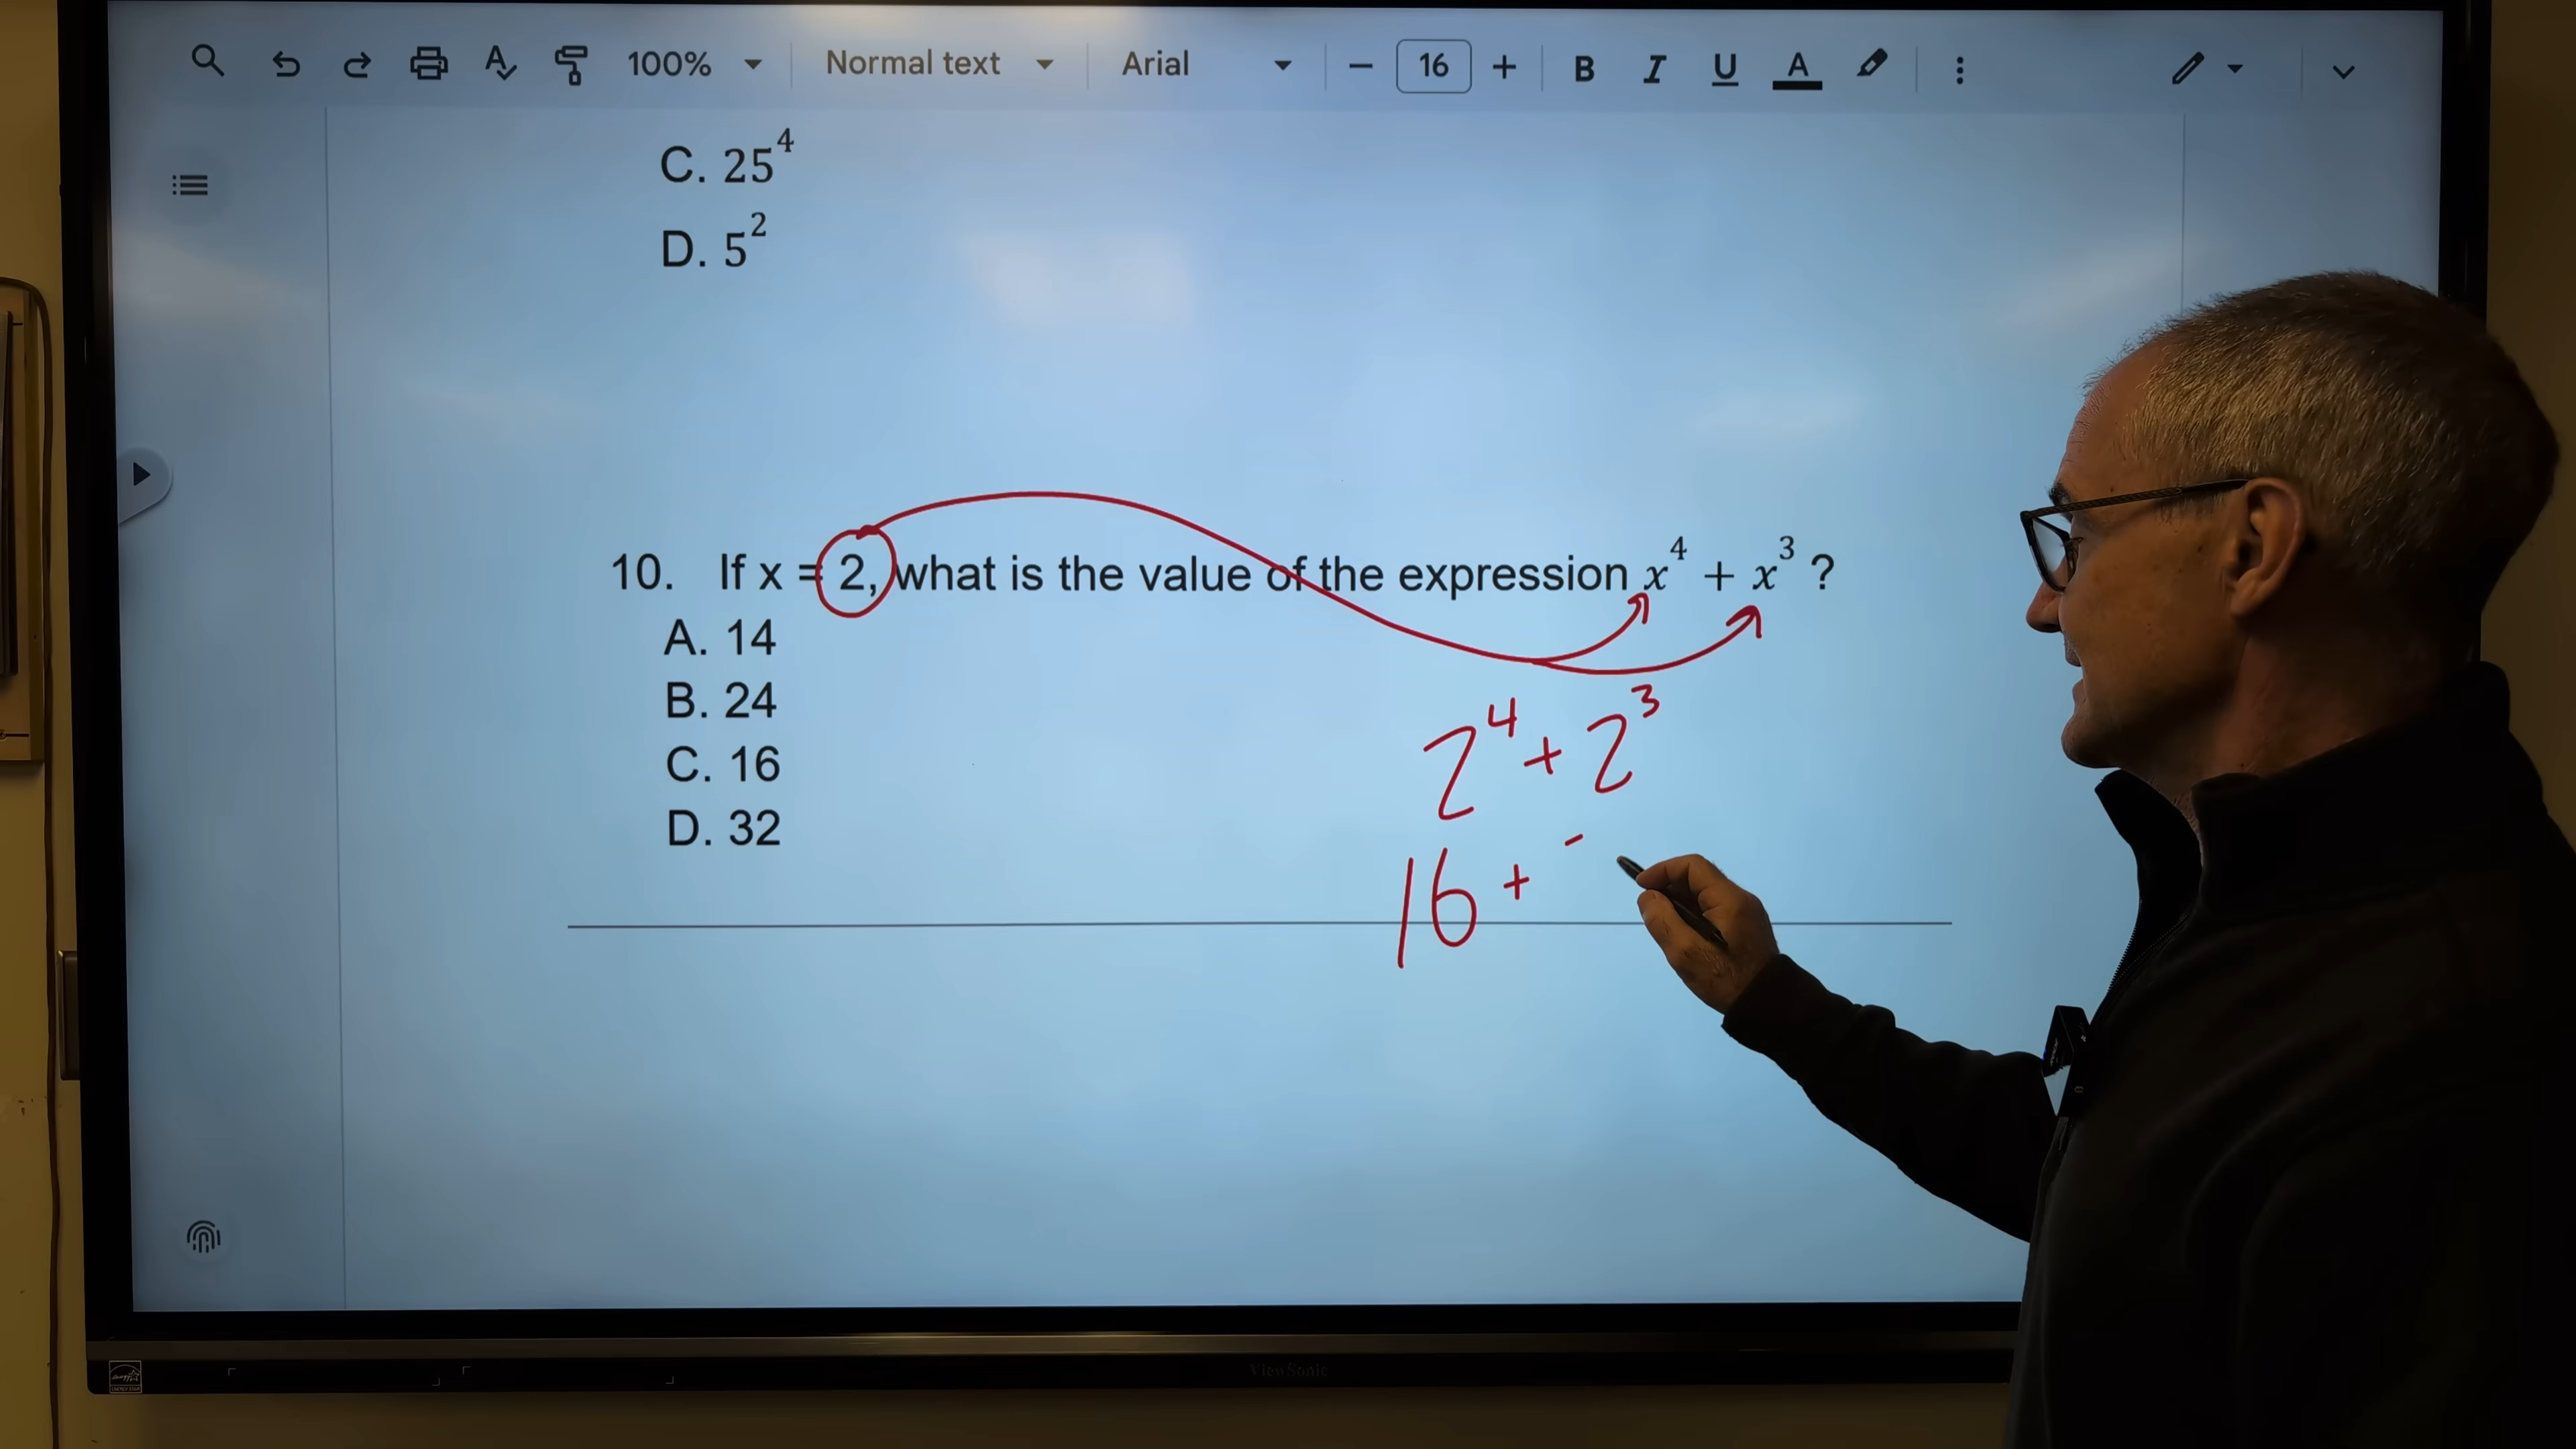 100% Normal text Arial − 16 + B I U A
C. 25⁴
D. 5²
10. If x = 2, what is the value of the expression x⁴ + x³ ?
A. 14
B. 24
C. 16
D. 32
2⁴ + 2³
16 + -
ViewSonic